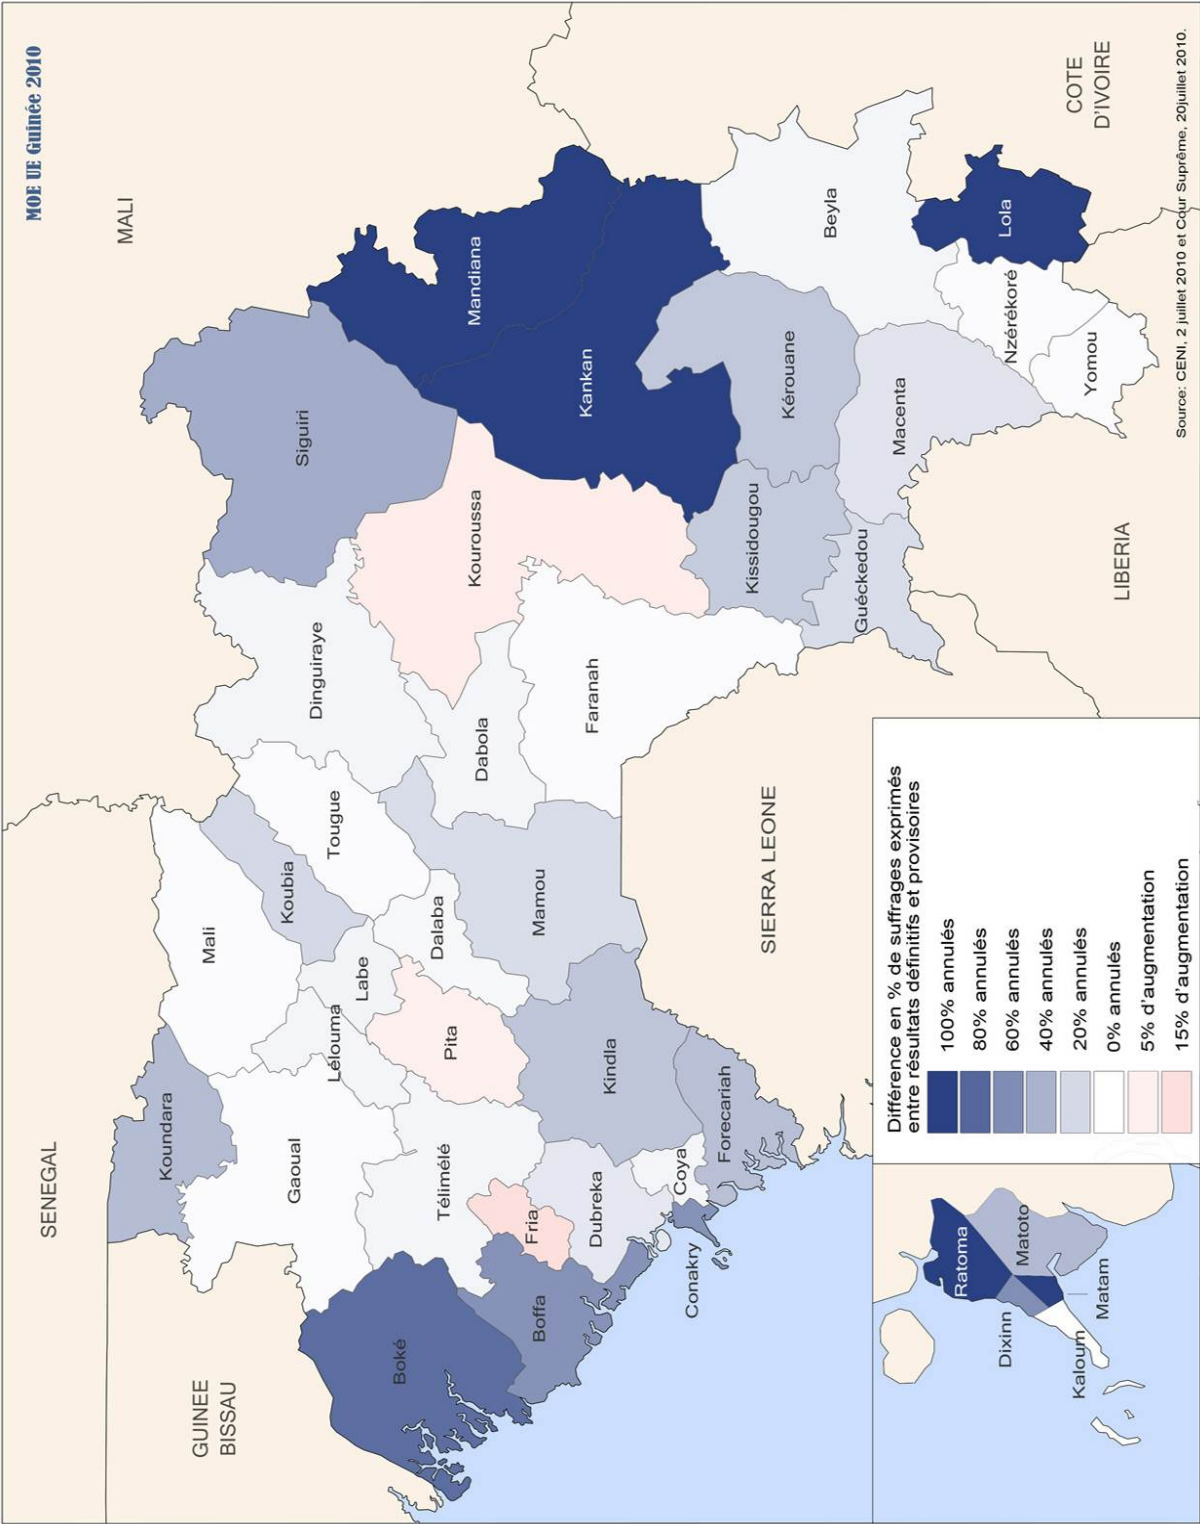 MOE UE Guinée 2010
SENEGAL
MALI
GUINEE
BISSAU
Koundara
Mali
Koubia
Gaoual
Lélouma
Labe
Tougue
Dinguiraye
Siguiri
Boké
Télimélé
Pita
Dalaba
Dabola
Kouroussa
Mandiana
Boffa
Fria
Dubreka
Kindla
Mamou
Faranah
Kankan
Conakry
Coya
Forecariah
SIERRA LEONE
Kissidougou
Kérouane
Beyla
Guéckedou
Macenta
Nzérékoré
Lola
Yomou
LIBERIA
COTE
D'IVOIRE
Ratoma
Dixinn
Matoto
Kaloum
Matam
Différence en % de suffrages exprimés
entre résultats définitifs et provisoires
100% annulés
80% annulés
60% annulés
40% annulés
20% annulés
0% annulés
5% d'augmentation
15% d'augmentation
Source: CENI, 2 juillet 2010 et Cour Suprême, 20juillet 2010.